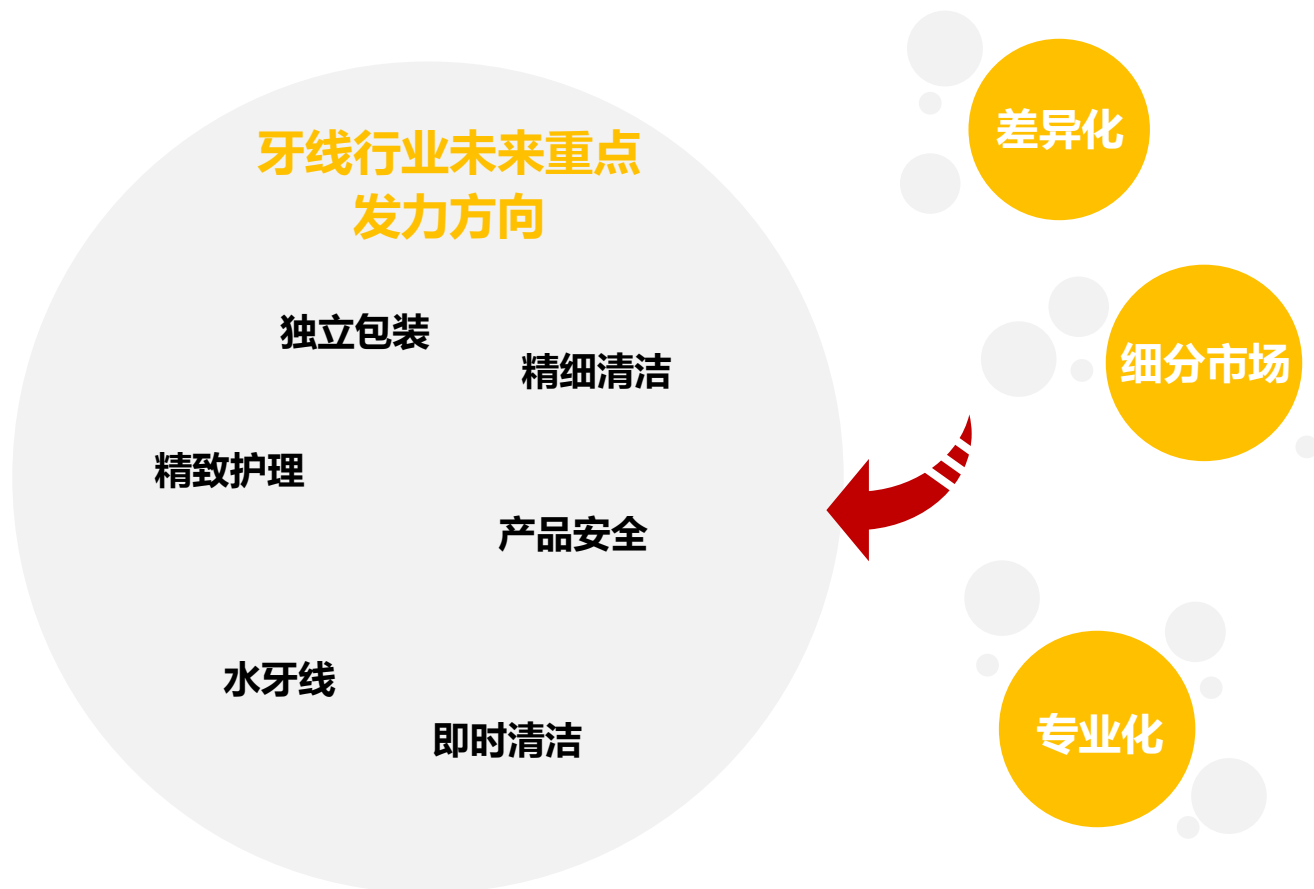 牙线行业未来重点
发力方向
独立包装
精细清洁
精致护理
产品安全
水牙线
即时清洁
差异化
细分市场
专业化